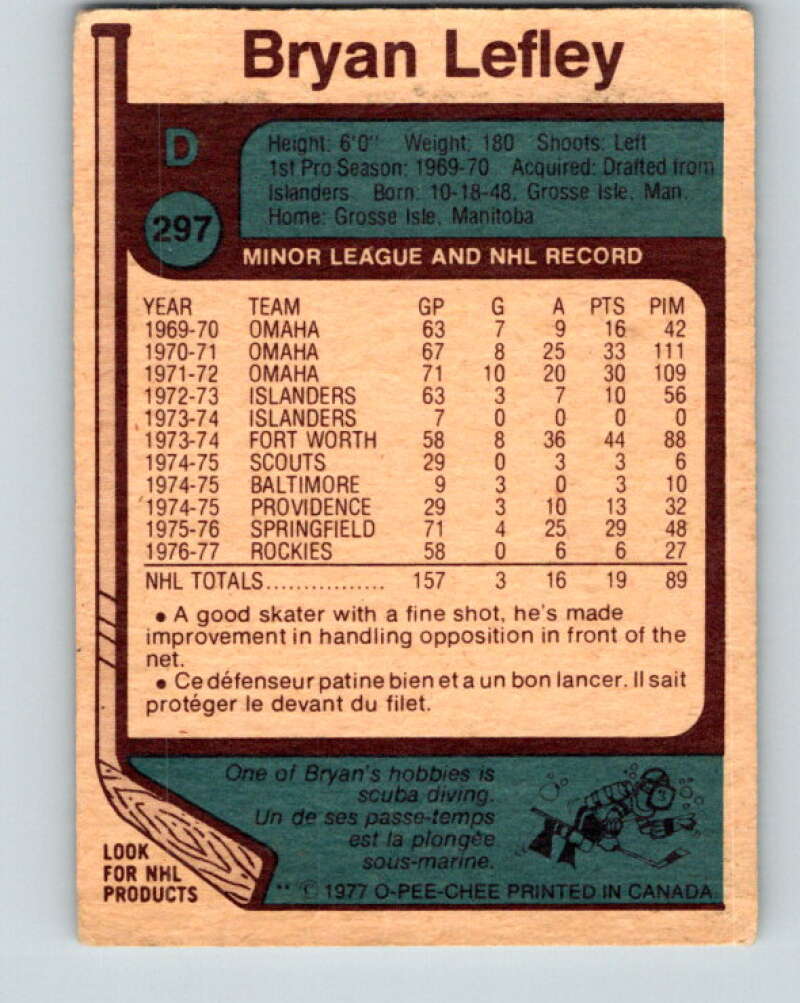 Bryan Lefley
D
Height: 6'0" Weight: 180 Shoots: Left
1st Pro Season: 1969-70 Acquired: Drafted from
Islanders Born: 10-18-48, Grosse Isle, Man.
Home: Grosse Isle, Manitoba
297
MINOR LEAGUE AND NHL RECORD
YEAR TEAM GP G A PTS PIM
1969-70 OMAHA 63 7 9 16 42
1970-71 OMAHA 67 8 25 33 111
1971-72 OMAHA 71 10 20 30 109
1972-73 ISLANDERS 63 3 7 10 56
1973-74 ISLANDERS 7 0 0 0 0
1973-74 FORT WORTH 58 8 36 44 88
1974-75 SCOUTS 29 0 3 3 6
1974-75 BALTIMORE 9 3 0 3 10
1974-75 PROVIDENCE 29 3 10 13 32
1975-76 SPRINGFIELD 71 4 25 29 48
1976-77 ROCKIES 58 0 6 6 27
NHL TOTALS................ 157 3 16 19 89
• A good skater with a fine shot, he's made
improvement in handling opposition in front of the
net.
• Ce défenseur patine bien et a un bon lancer. Il sait
protéger le devant du filet.
One of Bryan's hobbies is
scuba diving.
Un de ses passe-temps
est la plongée
sous-marine.
LOOK
FOR NHL
PRODUCTS
** © 1977 O-PEE-CHEE PRINTED IN CANADA